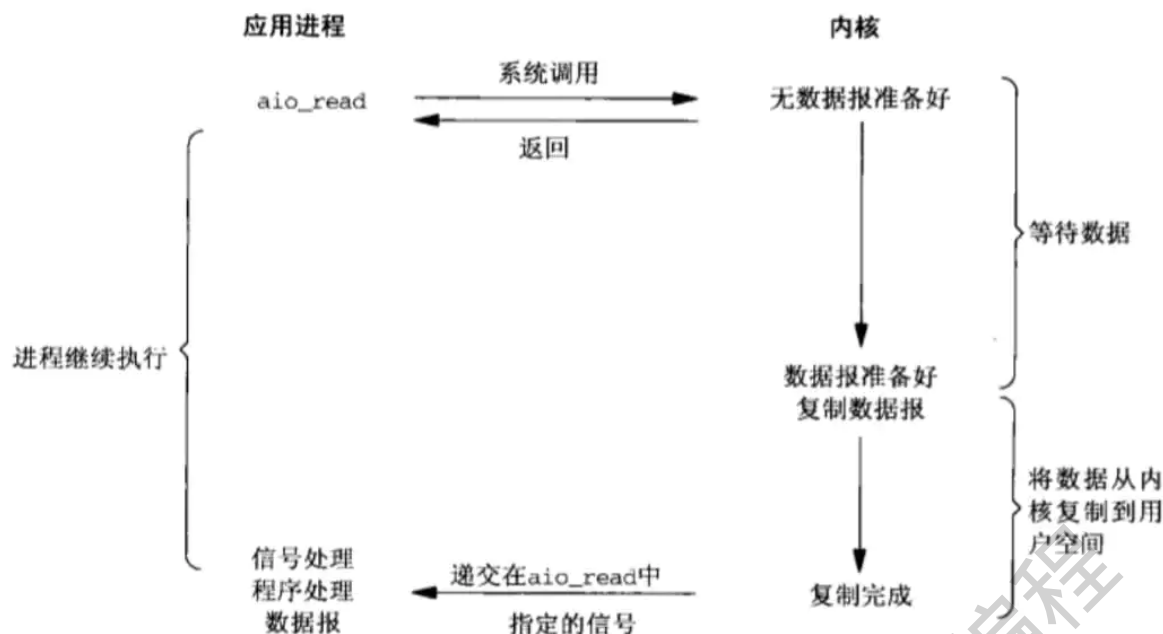 应用进程
内核
系统调用
aio_read
无数据报准备好
返回
等待数据
进程继续执行
数据报准备好
复制数据报
将数据从内
核复制到用
户空间
信号处理
程序处理
数据报
递交在aio_read中
指定的信号
复制完成
编程